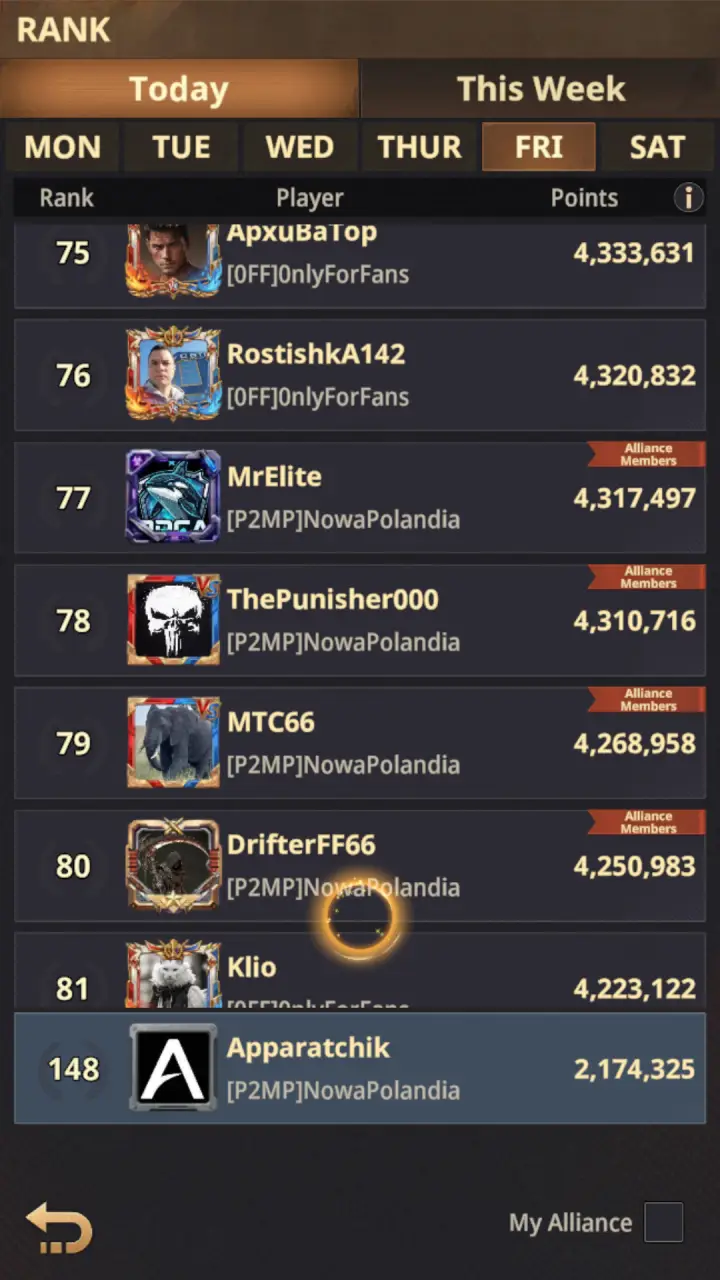 RANK
Today
This Week
MON TUE WED THUR FRI SAT
Rank Player Points
75
ApxuBaTop
[0FF]0nlyForFans
4,333,631
76
RostishkA142
[0FF]0nlyForFans
4,320,832
77
MrElite
[P2MP]NowaPolandia
Alliance
Members
4,317,497
78
ThePunisher000
[P2MP]NowaPolandia
Alliance
Members
4,310,716
79
MTC66
[P2MP]NowaPolandia
Alliance
Members
4,268,958
80
DrifterFF66
[P2MP]NowaPolandia
Alliance
Members
4,250,983
81
Klio
[0FF]0nlyForFans
4,223,122
148
Apparatchik
[P2MP]NowaPolandia
2,174,325
My Alliance